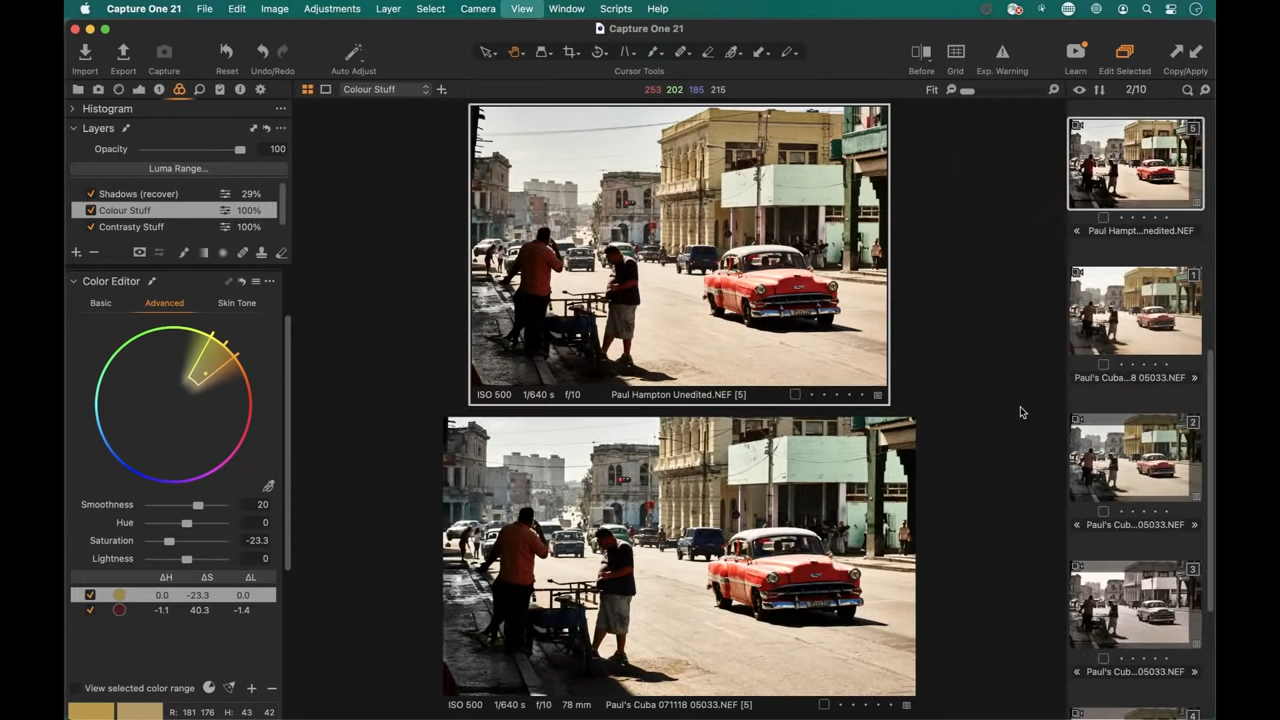 Capture One 21 File Edit Image Adjustments Layer Select Camera View Window Scripts Help
Capture One 21
Import Export Capture Reset Undo/Redo Auto Adjust Cursor Tools Before Grid Exp. Warning Learn Edit Selected Copy/Apply
Colour Stuff 253 202 185 215 Fit 2/10
Histogram
Layers
Opacity 100
Luma Range...
Shadows (recover) 29%
Colour Stuff 100%
Contrasty Stuff 100%
Color Editor
Basic Advanced Skin Tone
Smoothness 20
Hue 0
Saturation -23.3
Lightness 0
ΔH ΔS ΔL
0.0 -23.3 0.0
-1.1 40.3 -1.4
View selected color range
R: 181 176 H: 43 42
ISO 500 1/640 s f/10 Paul Hampton Unedited.NEF [5]
ISO 500 1/640 s f/10 78 mm Paul's Cuba 071118 05033.NEF [5]
5
« Paul Hampt...nedited.NEF
1
Paul's Cuba...8 05033.NEF »
2
« Paul's Cub...05033.NEF »
3
« Paul's Cub...05033.NEF »
4